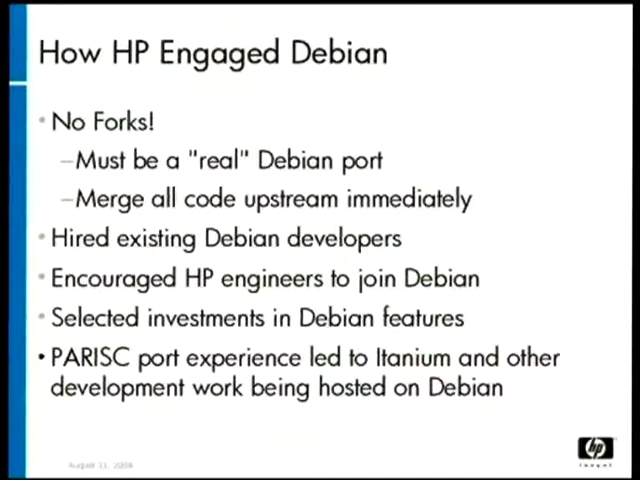 How HP Engaged Debian
• No Forks!
–Must be a "real" Debian port
–Merge all code upstream immediately
• Hired existing Debian developers
• Encouraged HP engineers to join Debian
• Selected investments in Debian features
• PARISC port experience led to Itanium and other
development work being hosted on Debian
hp
invent